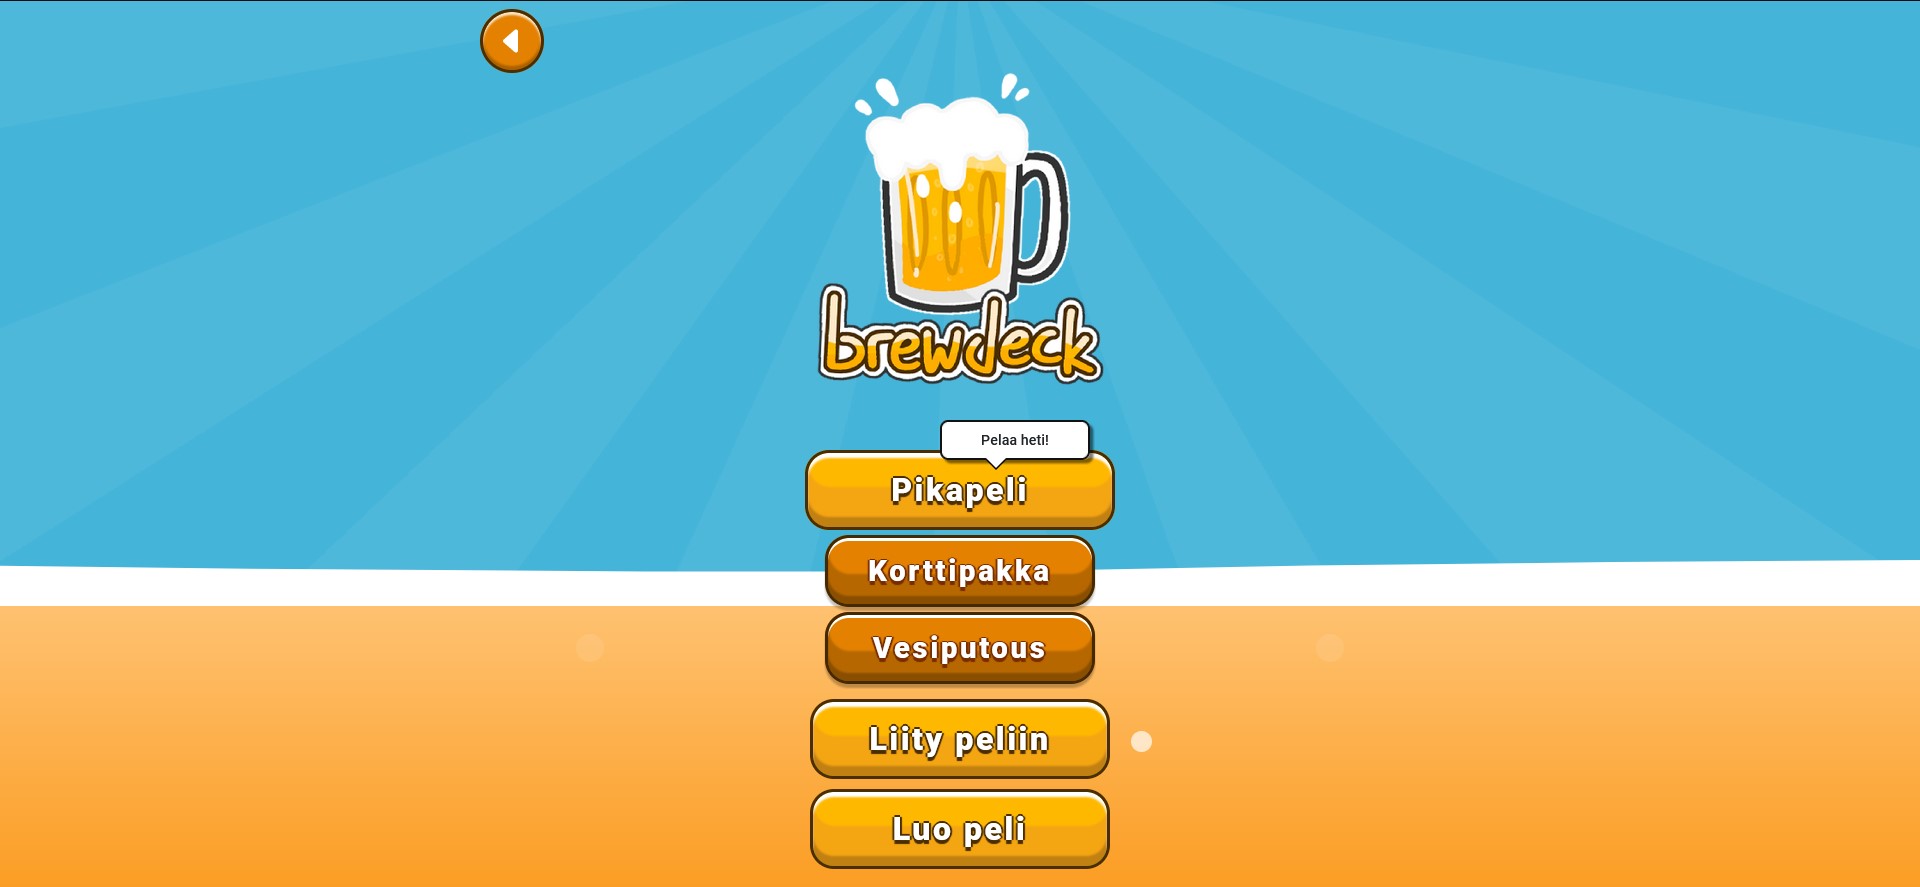 brewdeck
Pelaa heti!
Pikapeli
Korttipakka
Vesiputous
Liity peliin
Luo peli